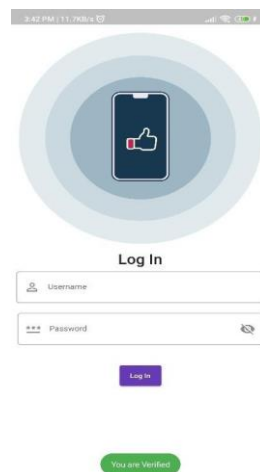 3:42 PM | 11.7KB/s
Log In
Username
Password
Log In
You are Verified